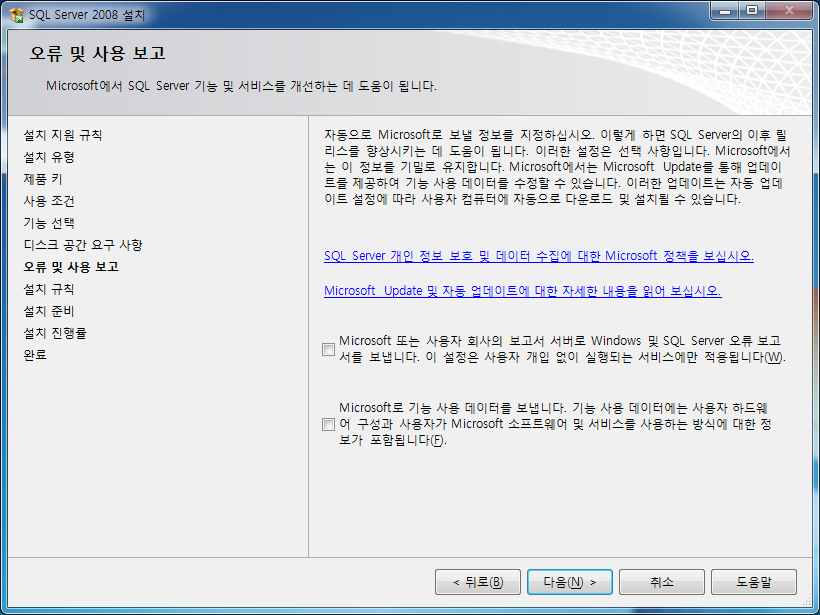 SQL Server 2008 설치
오류 및 사용 보고
Microsoft에서 SQL Server 기능 및 서비스를 개선하는 데 도움이 됩니다.
설치 지원 규칙
설치 유형
제품 키
사용 조건
기능 선택
디스크 공간 요구 사항
오류 및 사용 보고
설치 규칙
설치 준비
설치 진행률
완료
자동으로 Microsoft로 보낼 정보를 지정하십시오. 이렇게 하면 SQL Server의 이후 릴
리스를 향상시키는 데 도움이 됩니다. 이러한 설정은 선택 사항입니다. Microsoft에서
는 이 정보를 기밀로 유지합니다. Microsoft에서는 Microsoft Update를 통해 업데이
트를 제공하여 기능 사용 데이터를 수정할 수 있습니다. 이러한 업데이트는 자동 업데
이트 설정에 따라 사용자 컴퓨터에 자동으로 다운로드 및 설치될 수 있습니다.
SQL Server 개인 정보 보호 및 데이터 수집에 대한 Microsoft 정책을 보십시오.
Microsoft Update 및 자동 업데이트에 대한 자세한 내용을 읽어 보십시오.
Microsoft 또는 사용자 회사의 보고서 서버로 Windows 및 SQL Server 오류 보고
서를 보냅니다. 이 설정은 사용자 개입 없이 실행되는 서비스에만 적용됩니다(W).
Microsoft로 기능 사용 데이터를 보냅니다. 기능 사용 데이터에는 사용자 하드웨
어 구성과 사용자가 Microsoft 소프트웨어 및 서비스를 사용하는 방식에 대한 정
보가 포함됩니다(F).
< 뒤로(B)
다음(N) >
취소
도움말